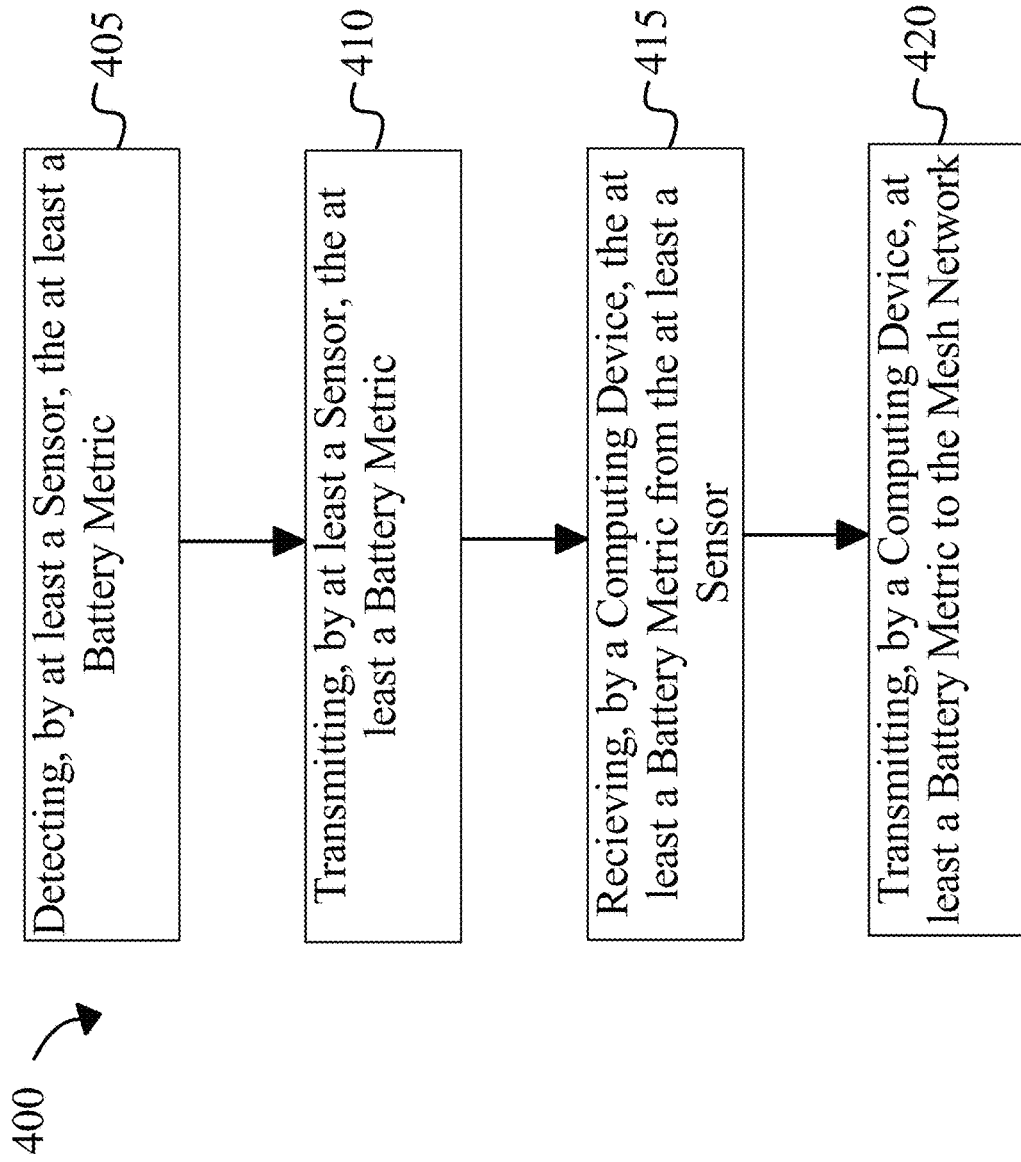 400
Detecting, by at least a Sensor, the at least a
Battery Metric
405
Transmitting, by at least a Sensor, the at
least a Battery Metric
410
Recieving, by a Computing Device, the at
least a Battery Metric from the at least a
Sensor
415
Transmitting, by a Computing Device, at
least a Battery Metric to the Mesh Network
420